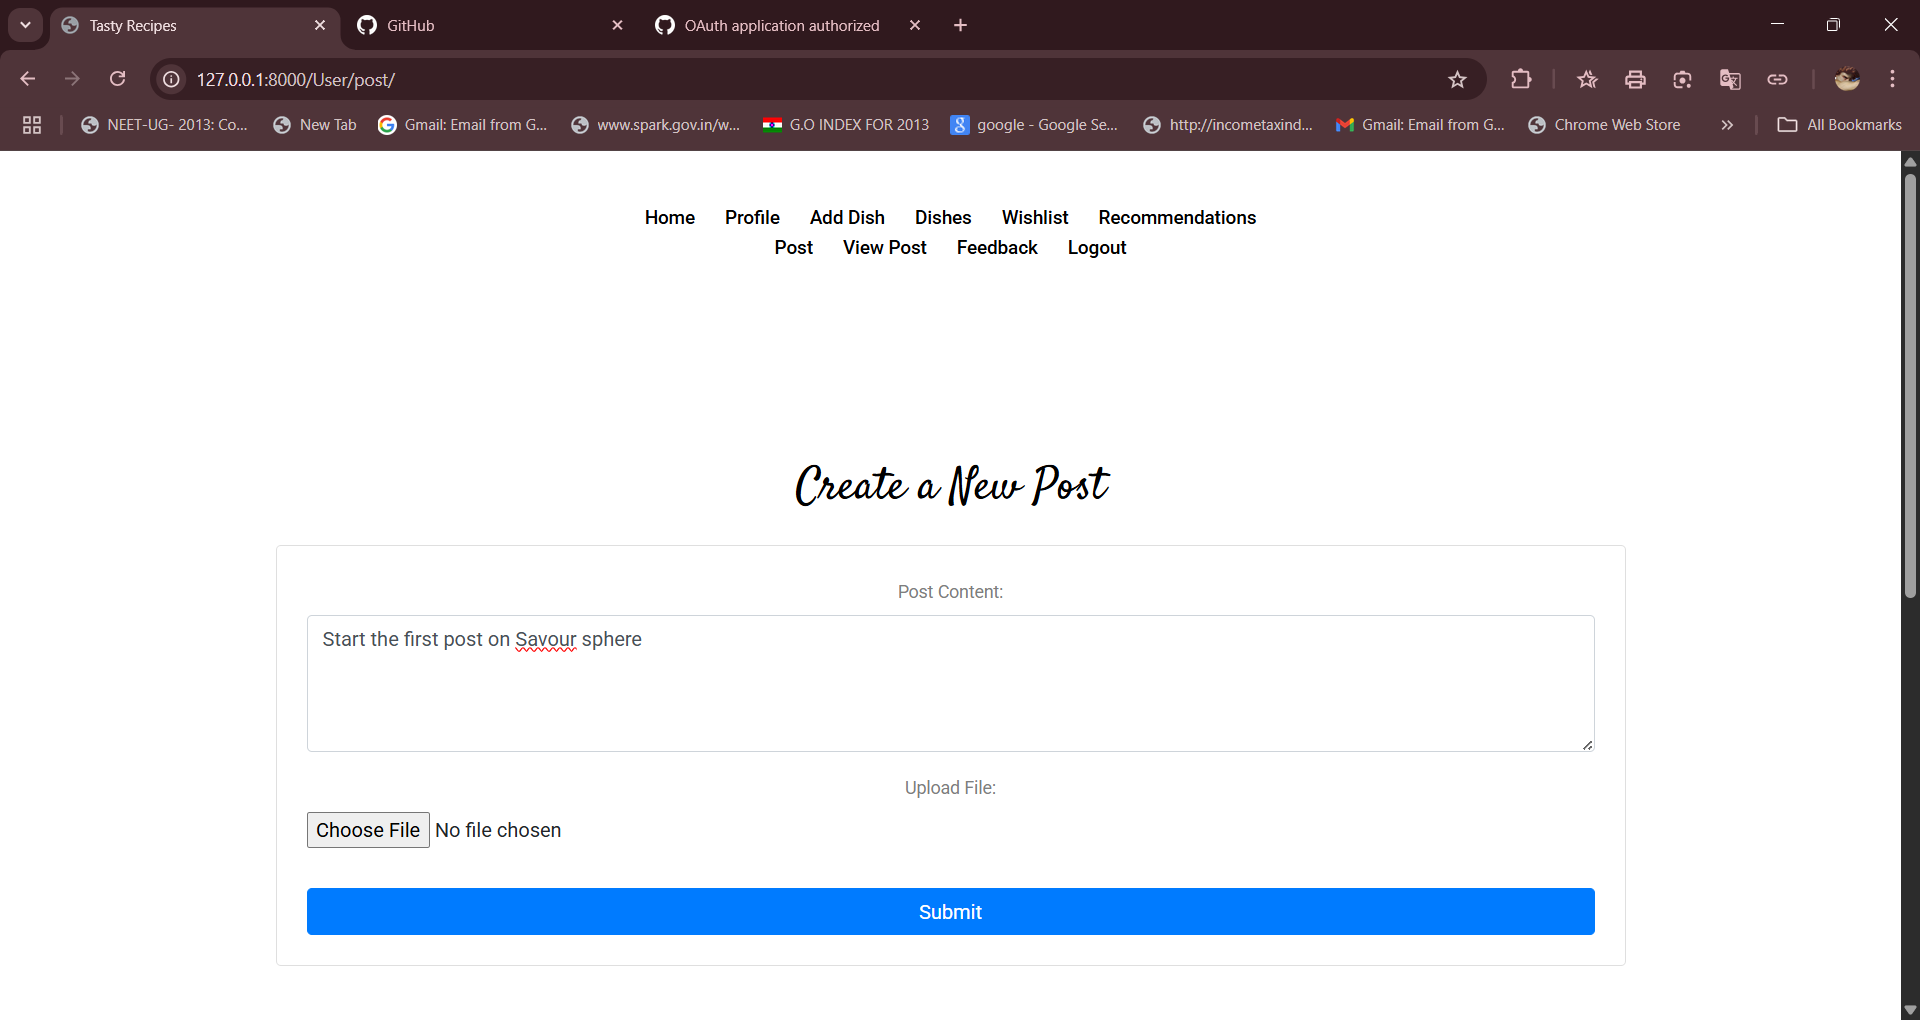 Tasty Recipes
GitHub
OAuth application authorized
127.0.0.1:8000/User/post/
NEET-UG- 2013: Co...
New Tab
Gmail: Email from G...
www.spark.gov.in/w...
G.O INDEX FOR 2013
google - Google Se...
http://incometaxind...
Gmail: Email from G...
Chrome Web Store
All Bookmarks
Home Profile Add Dish Dishes Wishlist Recommendations
Post View Post Feedback Logout
Create a New Post
Post Content:
Start the first post on Savour sphere
Upload File:
Choose File No file chosen
Submit